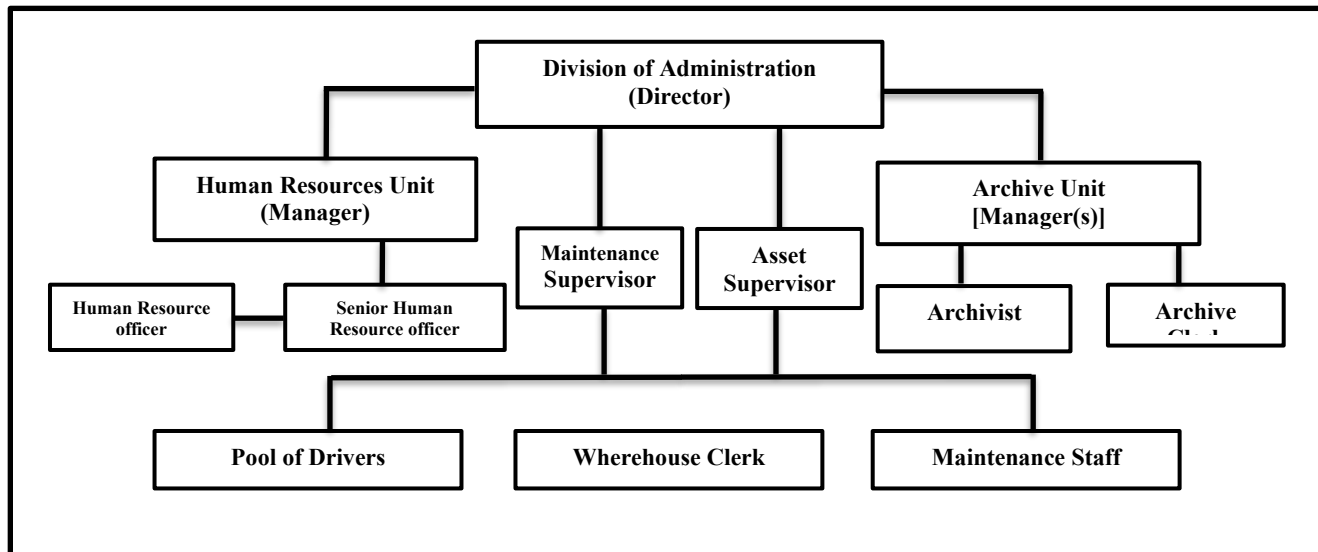 Division of Administration
(Director)
Human Resources Unit
(Manager)
Archive Unit
[Manager(s)]
Maintenance
Supervisor
Asset
Supervisor
Human Resource
officer
Senior Human
Resource officer
Archivist
Archive
Pool of Drivers
Wherehouse Clerk
Maintenance Staff